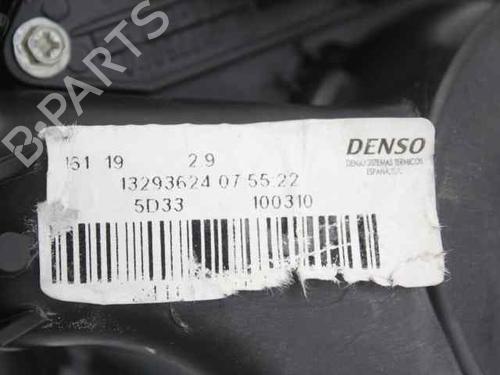 B-PARTS
DENSO
DENSO SISTEMAS TERMICOS
ESPAÑA, S.A.
161 19 2.9
13293624 07:55:22
5D33 100310